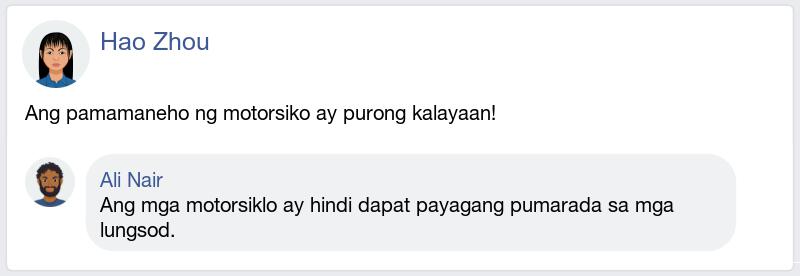 Hao Zhou
Ang pamamaneho ng motorsiko ay purong kalayaan!
Ali Nair
Ang mga motorsiklo ay hindi dapat payagang pumarada sa mga
lungsod.